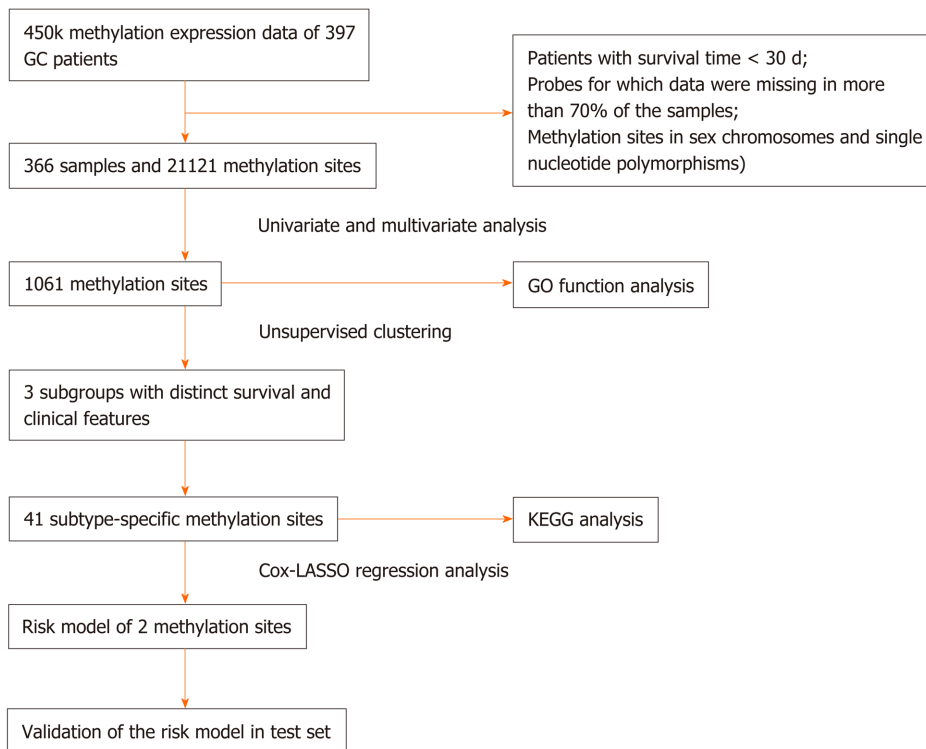 450k methylation expression data of 397
GC patients
Patients with survival time < 30 d;
Probes for which data were missing in more
than 70% of the samples;
Methylation sites in sex chromosomes and single
nucleotide polymorphisms)
366 samples and 21121 methylation sites
Univariate and multivariate analysis
1061 methylation sites
GO function analysis
Unsupervised clustering
3 subgroups with distinct survival and
clinical features
41 subtype-specific methylation sites
KEGG analysis
Cox-LASSO regression analysis
Risk model of 2 methylation sites
Validation of the risk model in test set